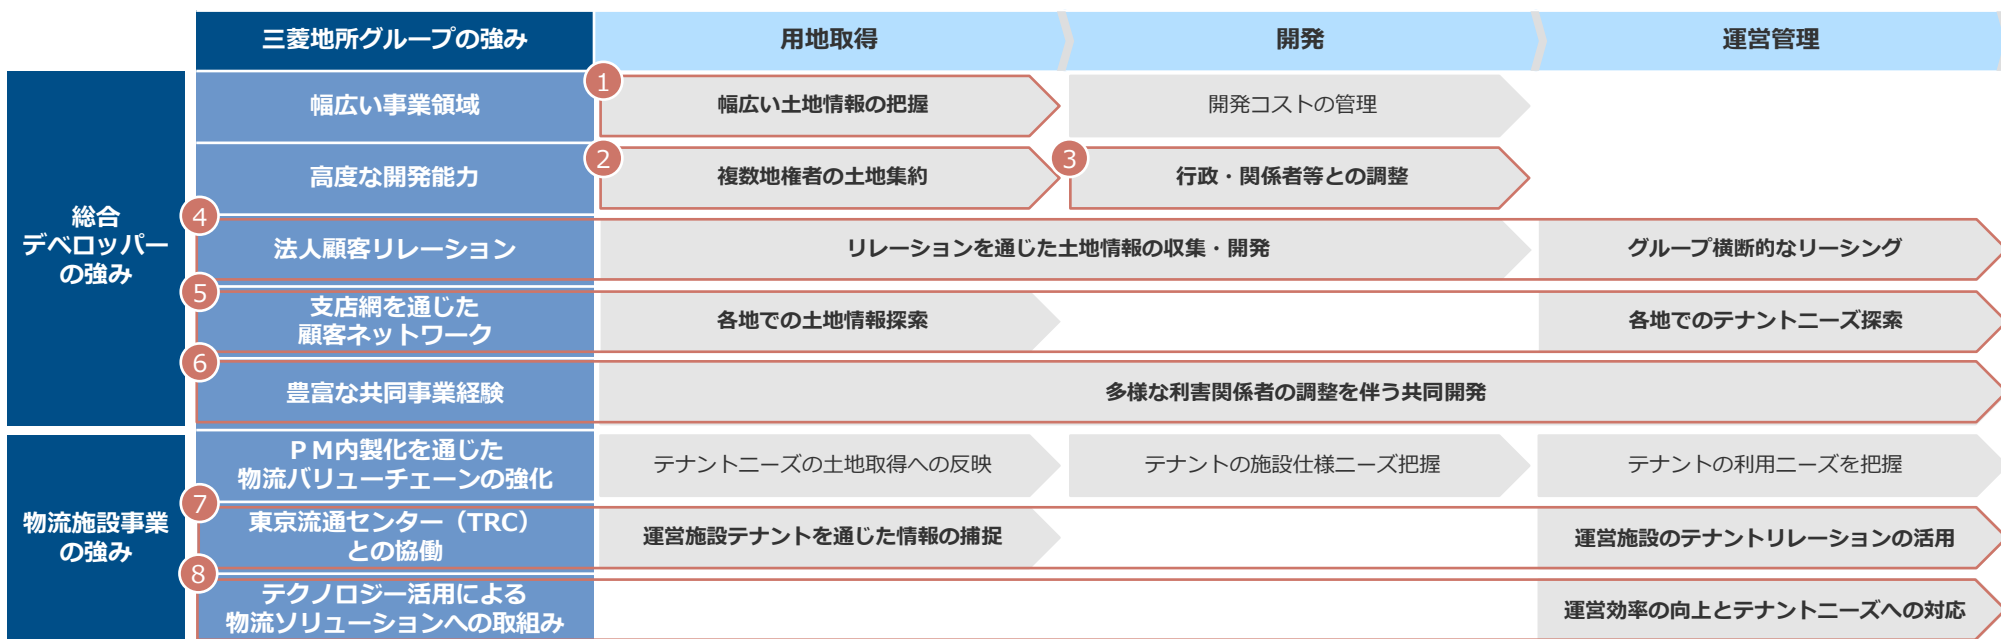 三菱地所グループの強み
用地取得
開発
運営管理
総合
デベロッパー
の強み
幅広い事業領域
1
幅広い土地情報の把握
開発コストの管理
高度な開発能力
2
複数地権者の土地集約
3
行政・関係者等との調整
4
法人顧客リレーション
リレーションを通じた土地情報の収集・開発
グループ横断的なリーシング
5
支店網を通じた
顧客ネットワーク
各地での土地情報探索
各地でのテナントニーズ探索
6
豊富な共同事業経験
多様な利害関係者の調整を伴う共同開発
物流施設事業
の強み
ＰＭ内製化を通じた
物流バリューチェーンの強化
テナントニーズの土地取得への反映
テナントの施設仕様ニーズ把握
テナントの利用ニーズを把握
7
東京流通センター（TRC）
との協働
運営施設テナントを通じた情報の捕捉
運営施設のテナントリレーションの活用
8
テクノロジー活用による
物流ソリューションへの取組み
運営効率の向上とテナントニーズへの対応